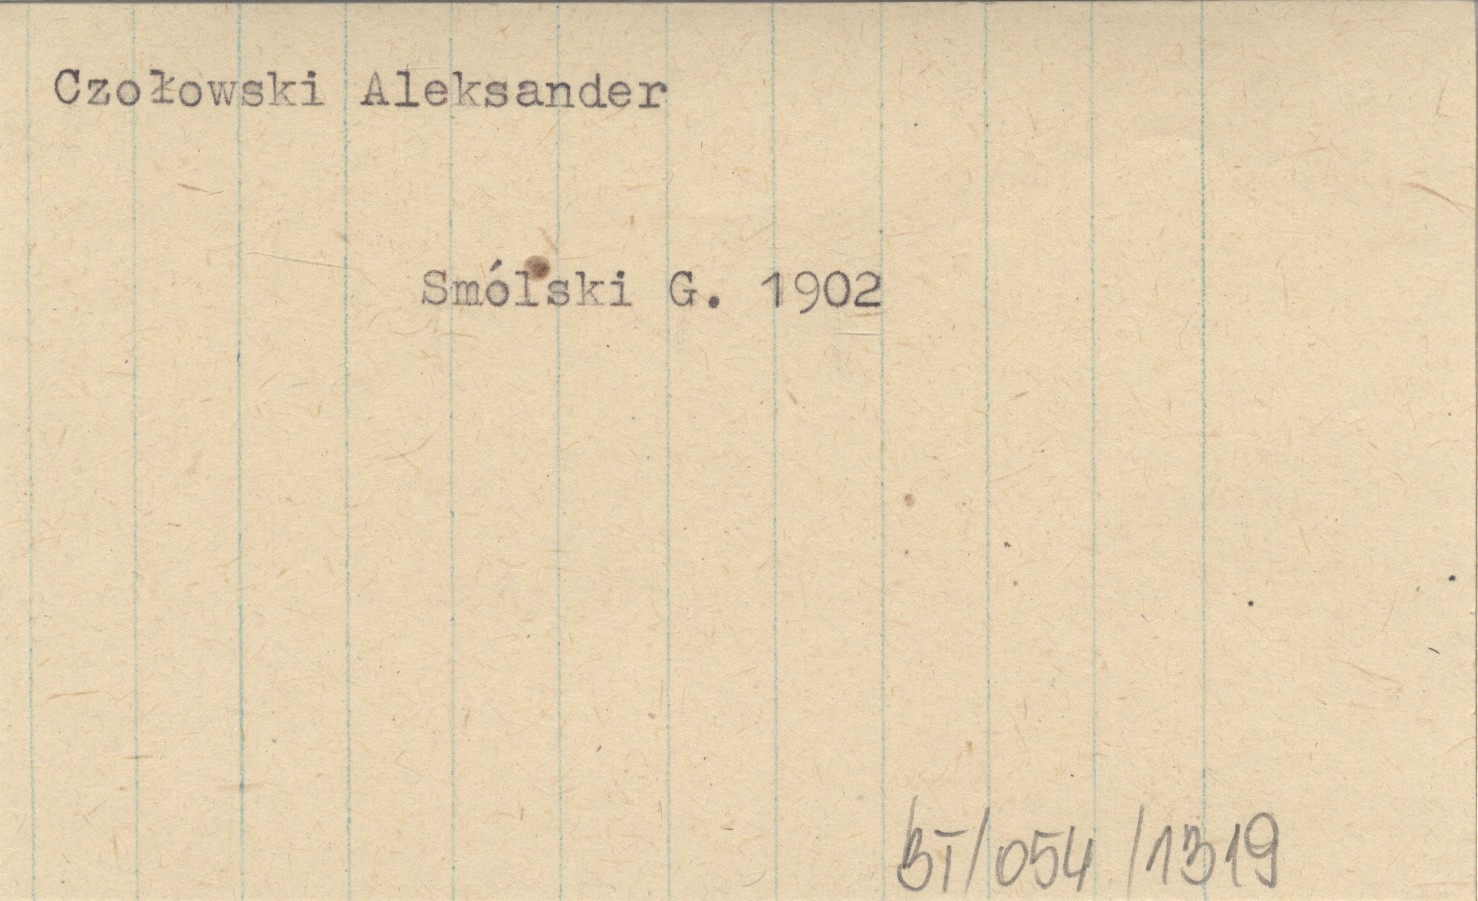 Czołowski Aleksander
Smólski G. 1902
BT/054/1319